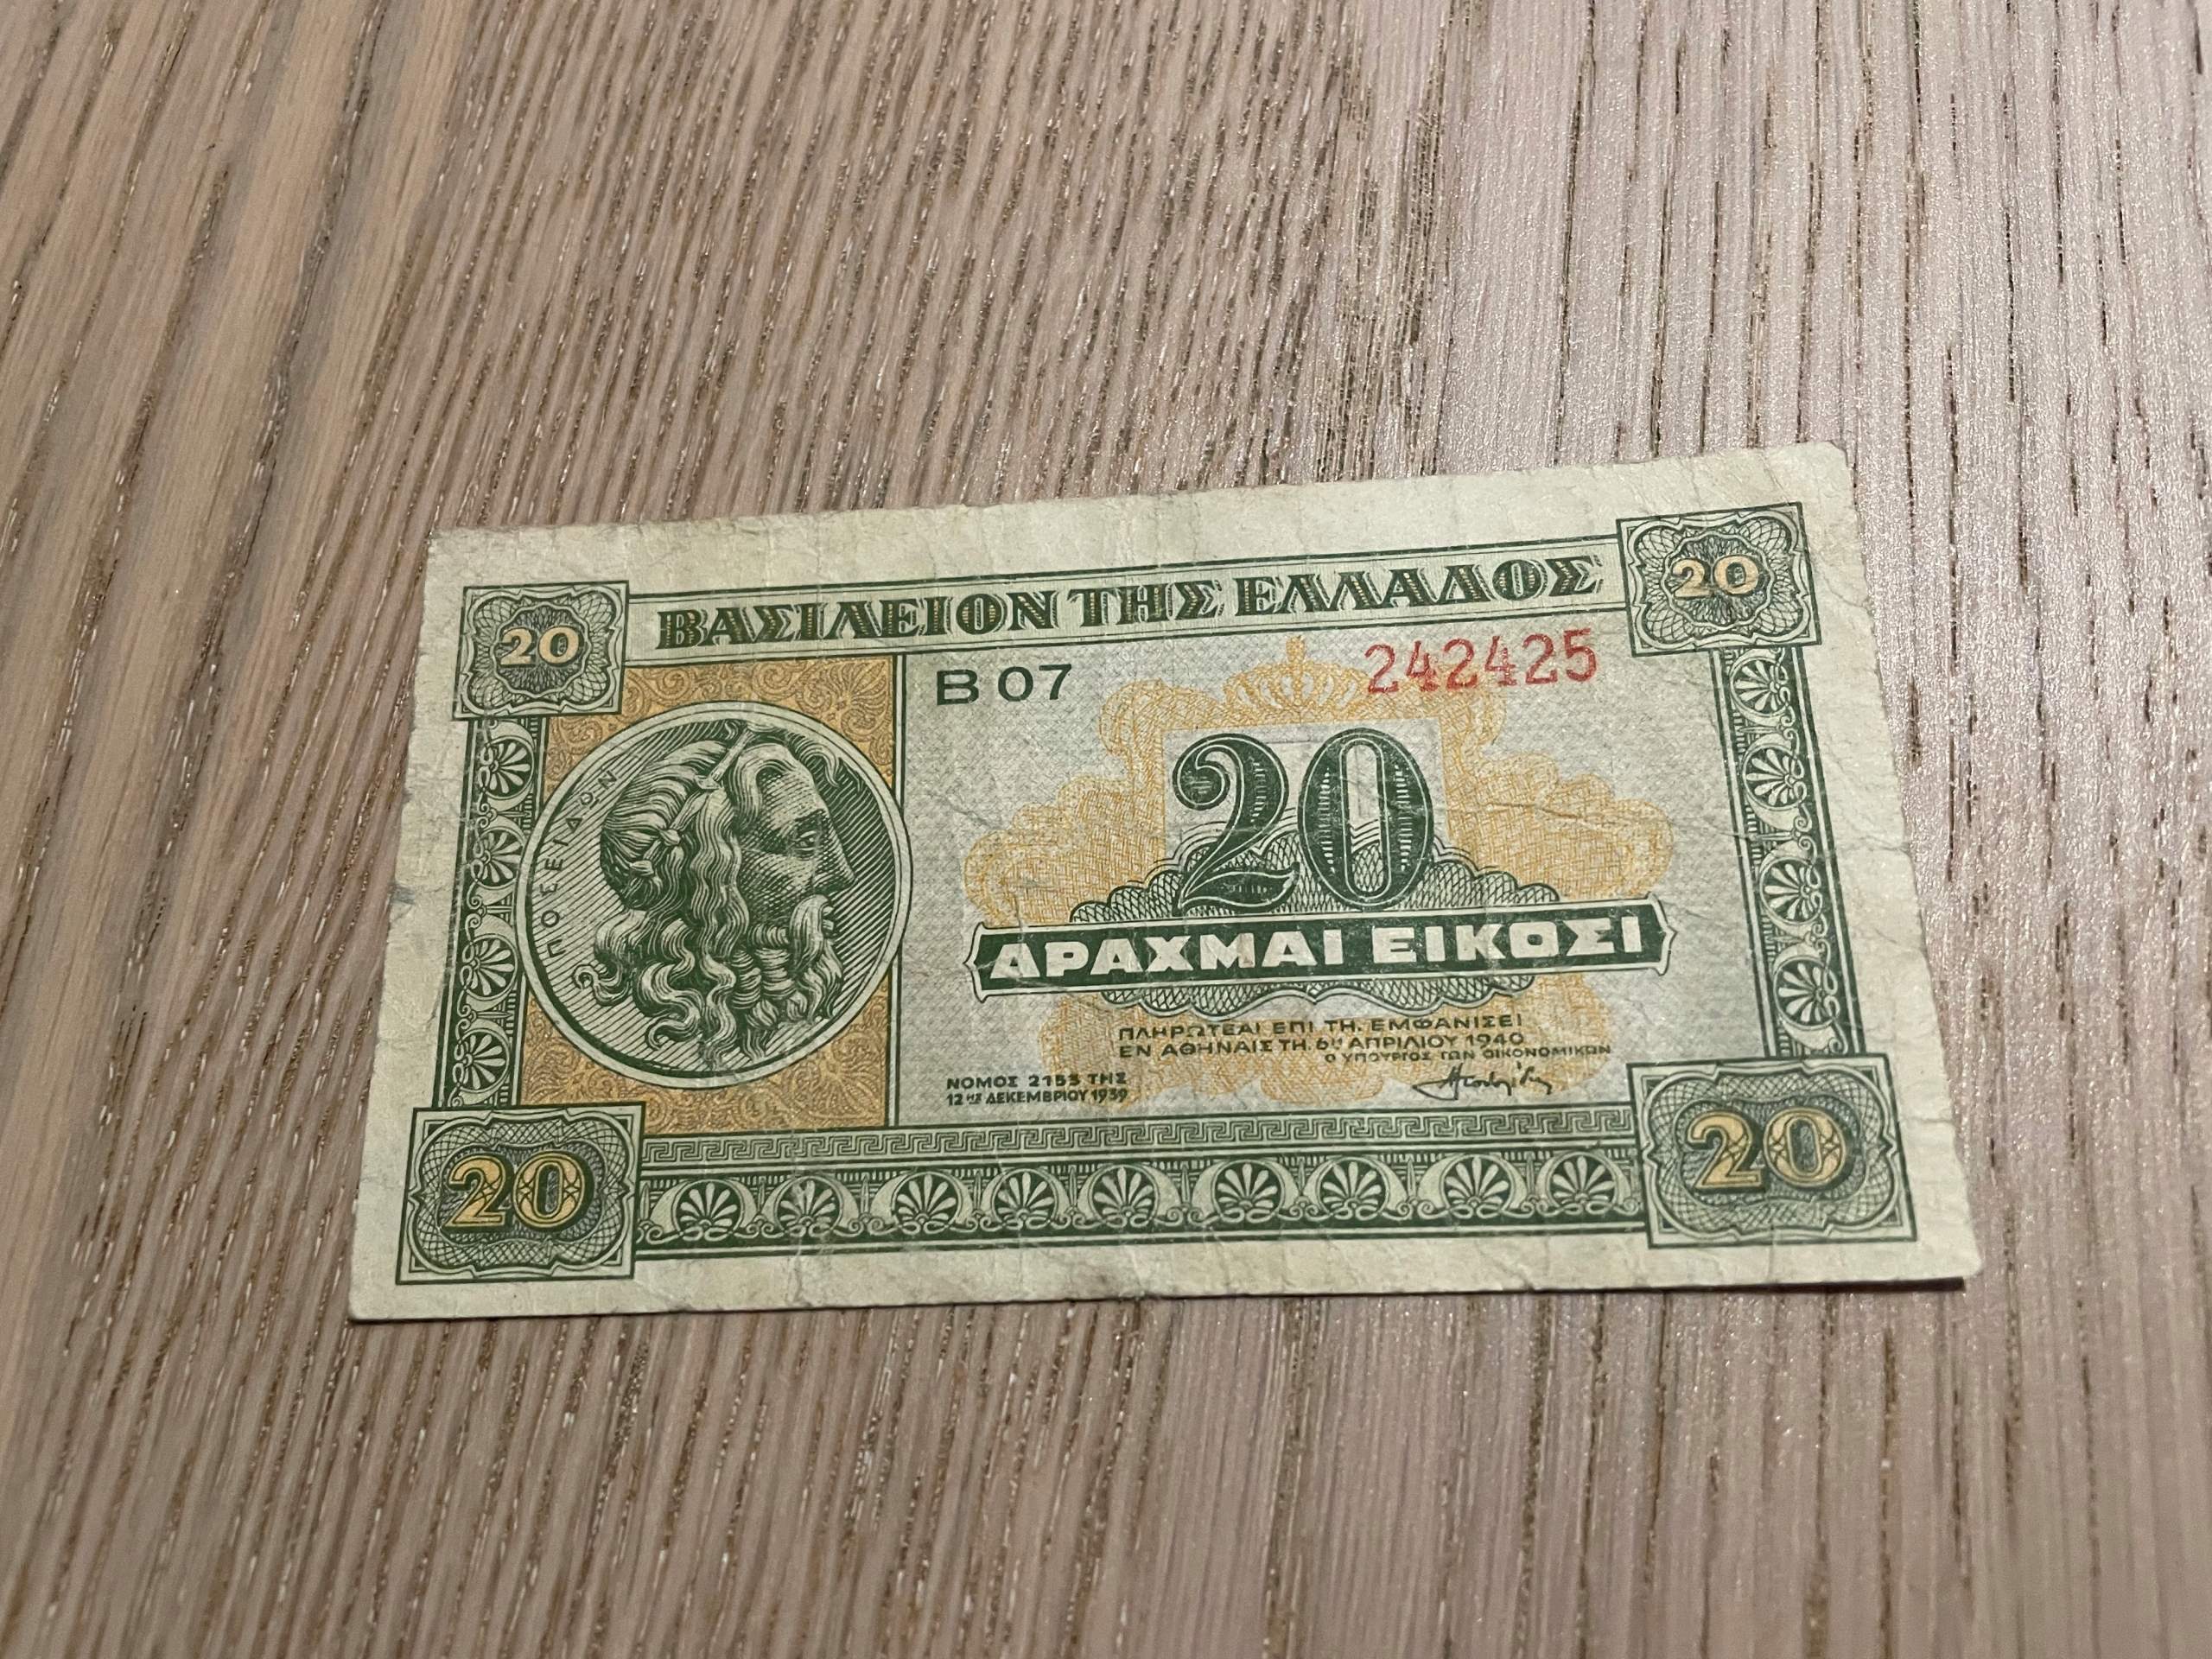 20
ΒΑΣΙΛΕΙΟΝ ΤΗΣ ΕΛΛΑΔΟΣ
20
Β 07
242425
ΠΟΣΕΙΔΩΝ
20
ΔΡΑΧΜΑΙ ΕΙΚΟΣΙ
ΠΛΗΡΩΤΕΑΙ ΕΠΙ ΤΗ. ΕΜΦΑΝΙΣΕΙ
ΕΝ ΑΘΗΝΑΙΣ ΤΗ. 6η ΑΠΡΙΛΙΟΥ 1940
Ο ΥΠΟΥΡΓΟΣ ΤΩΝ ΟΙΚΟΝΟΜΙΚΩΝ
ΝΟΜΟΣ 2153 ΤΗΣ
12ης ΔΕΚΕΜΒΡΙΟΥ 1939
20
20